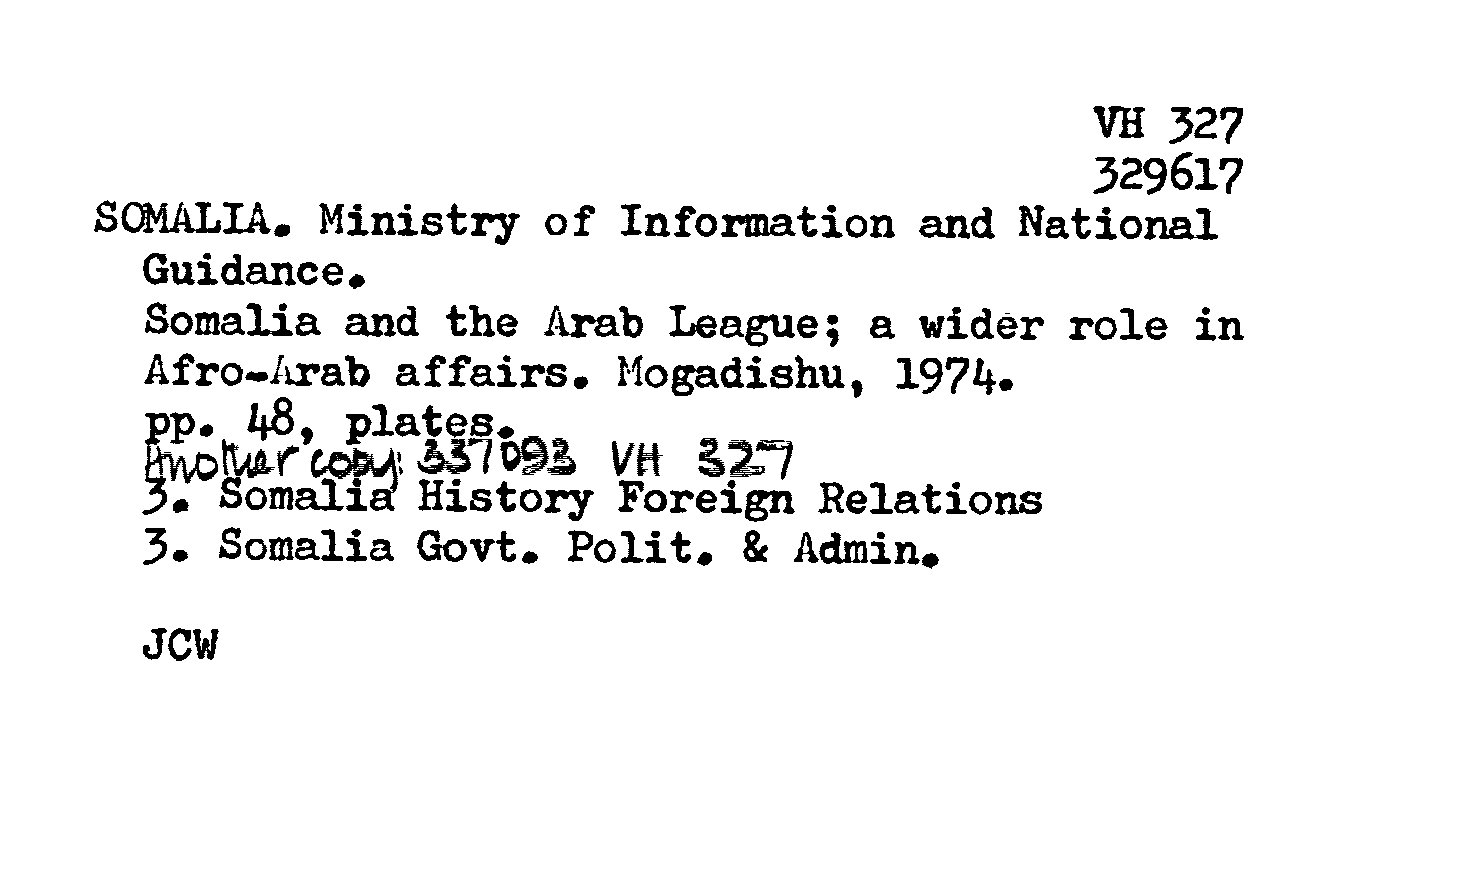 VH 327
329617
SOMALIA. Ministry of Information and National
Guidance.
Somalia and the Arab League; a wider role in
Afro-Arab affairs. Mogadishu, 1974.
pp. 48, plates.
Another copy: 337093 VH 327
3. Somalia History Foreign Relations
3. Somalia Govt. Polit. & Admin.
JCW